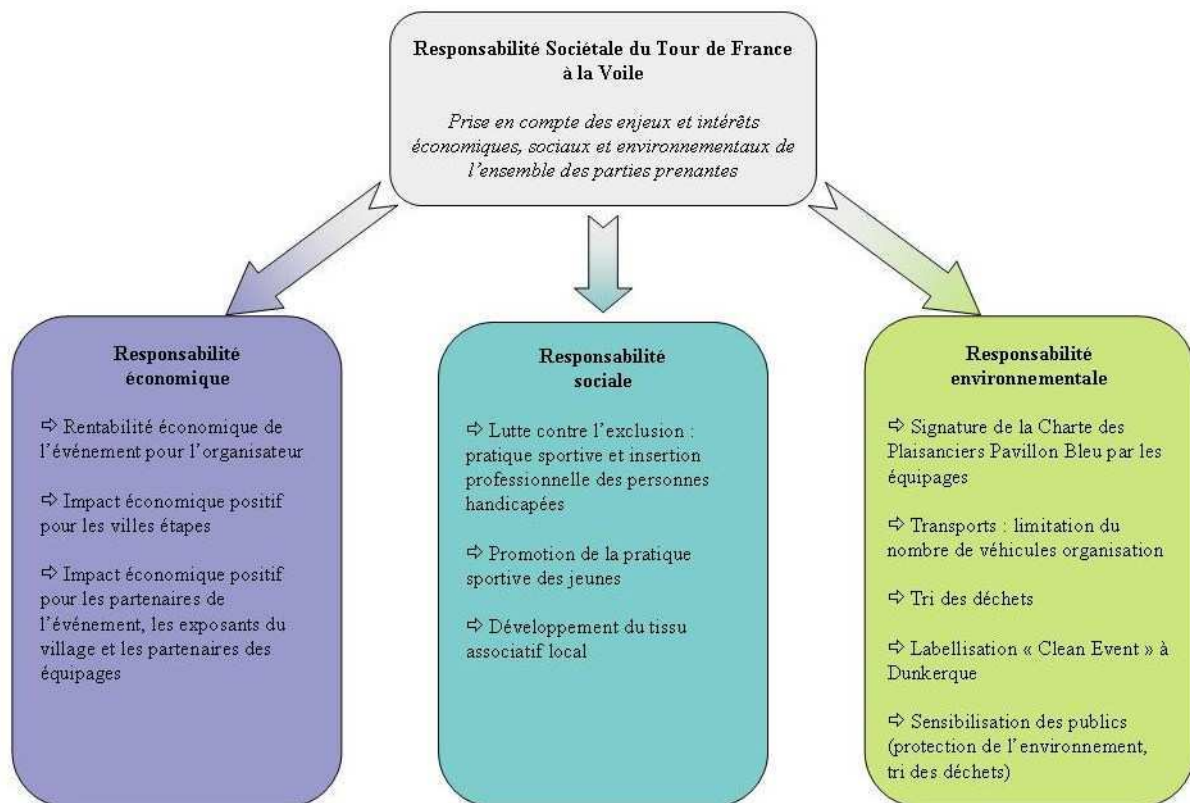 Responsabilité Sociétale du Tour de France
à la Voile
Prise en compte des enjeux et intérêts
économiques, sociaux et environnementaux de
l'ensemble des parties prenantes
Responsabilité
économique
⇨ Rentabilité économique de
l'événement pour l'organisateur
⇨ Impact économique positif
pour les villes étapes
⇨ Impact économique positif
pour les partenaires de
l'événement, les exposants du
village et les partenaires des
équipages
Responsabilité
sociale
⇨ Lutte contre l'exclusion :
pratique sportive et insertion
professionnelle des personnes
handicapées
⇨ Promotion de la pratique
sportive des jeunes
⇨ Développement du tissu
associatif local
Responsabilité
environnementale
⇨ Signature de la Charte des
Plaisanciers Pavillon Bleu par les
équipages
⇨ Transports : limitation du
nombre de véhicules organisation
⇨ Tri des déchets
⇨ Labellisation « Clean Event » à
Dunkerque
⇨ Sensibilisation des publics
(protection de l'environnement,
tri des déchets)